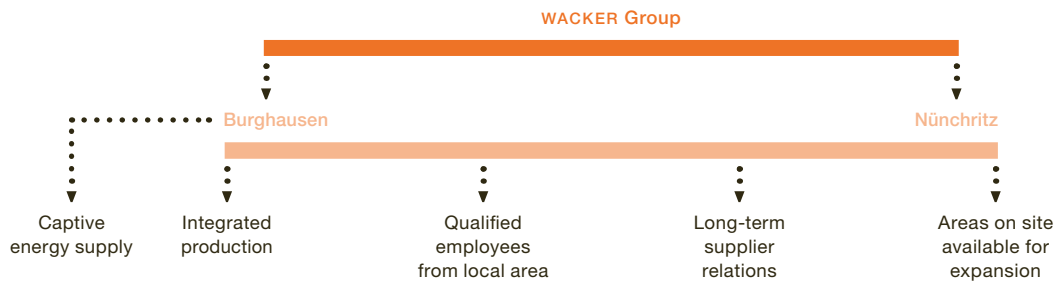 WACKER Group
Burghausen
Nünchritz
Captive
energy supply
Integrated
production
Qualified
employees
from local area
Long-term
supplier
relations
Areas on site
available for
expansion